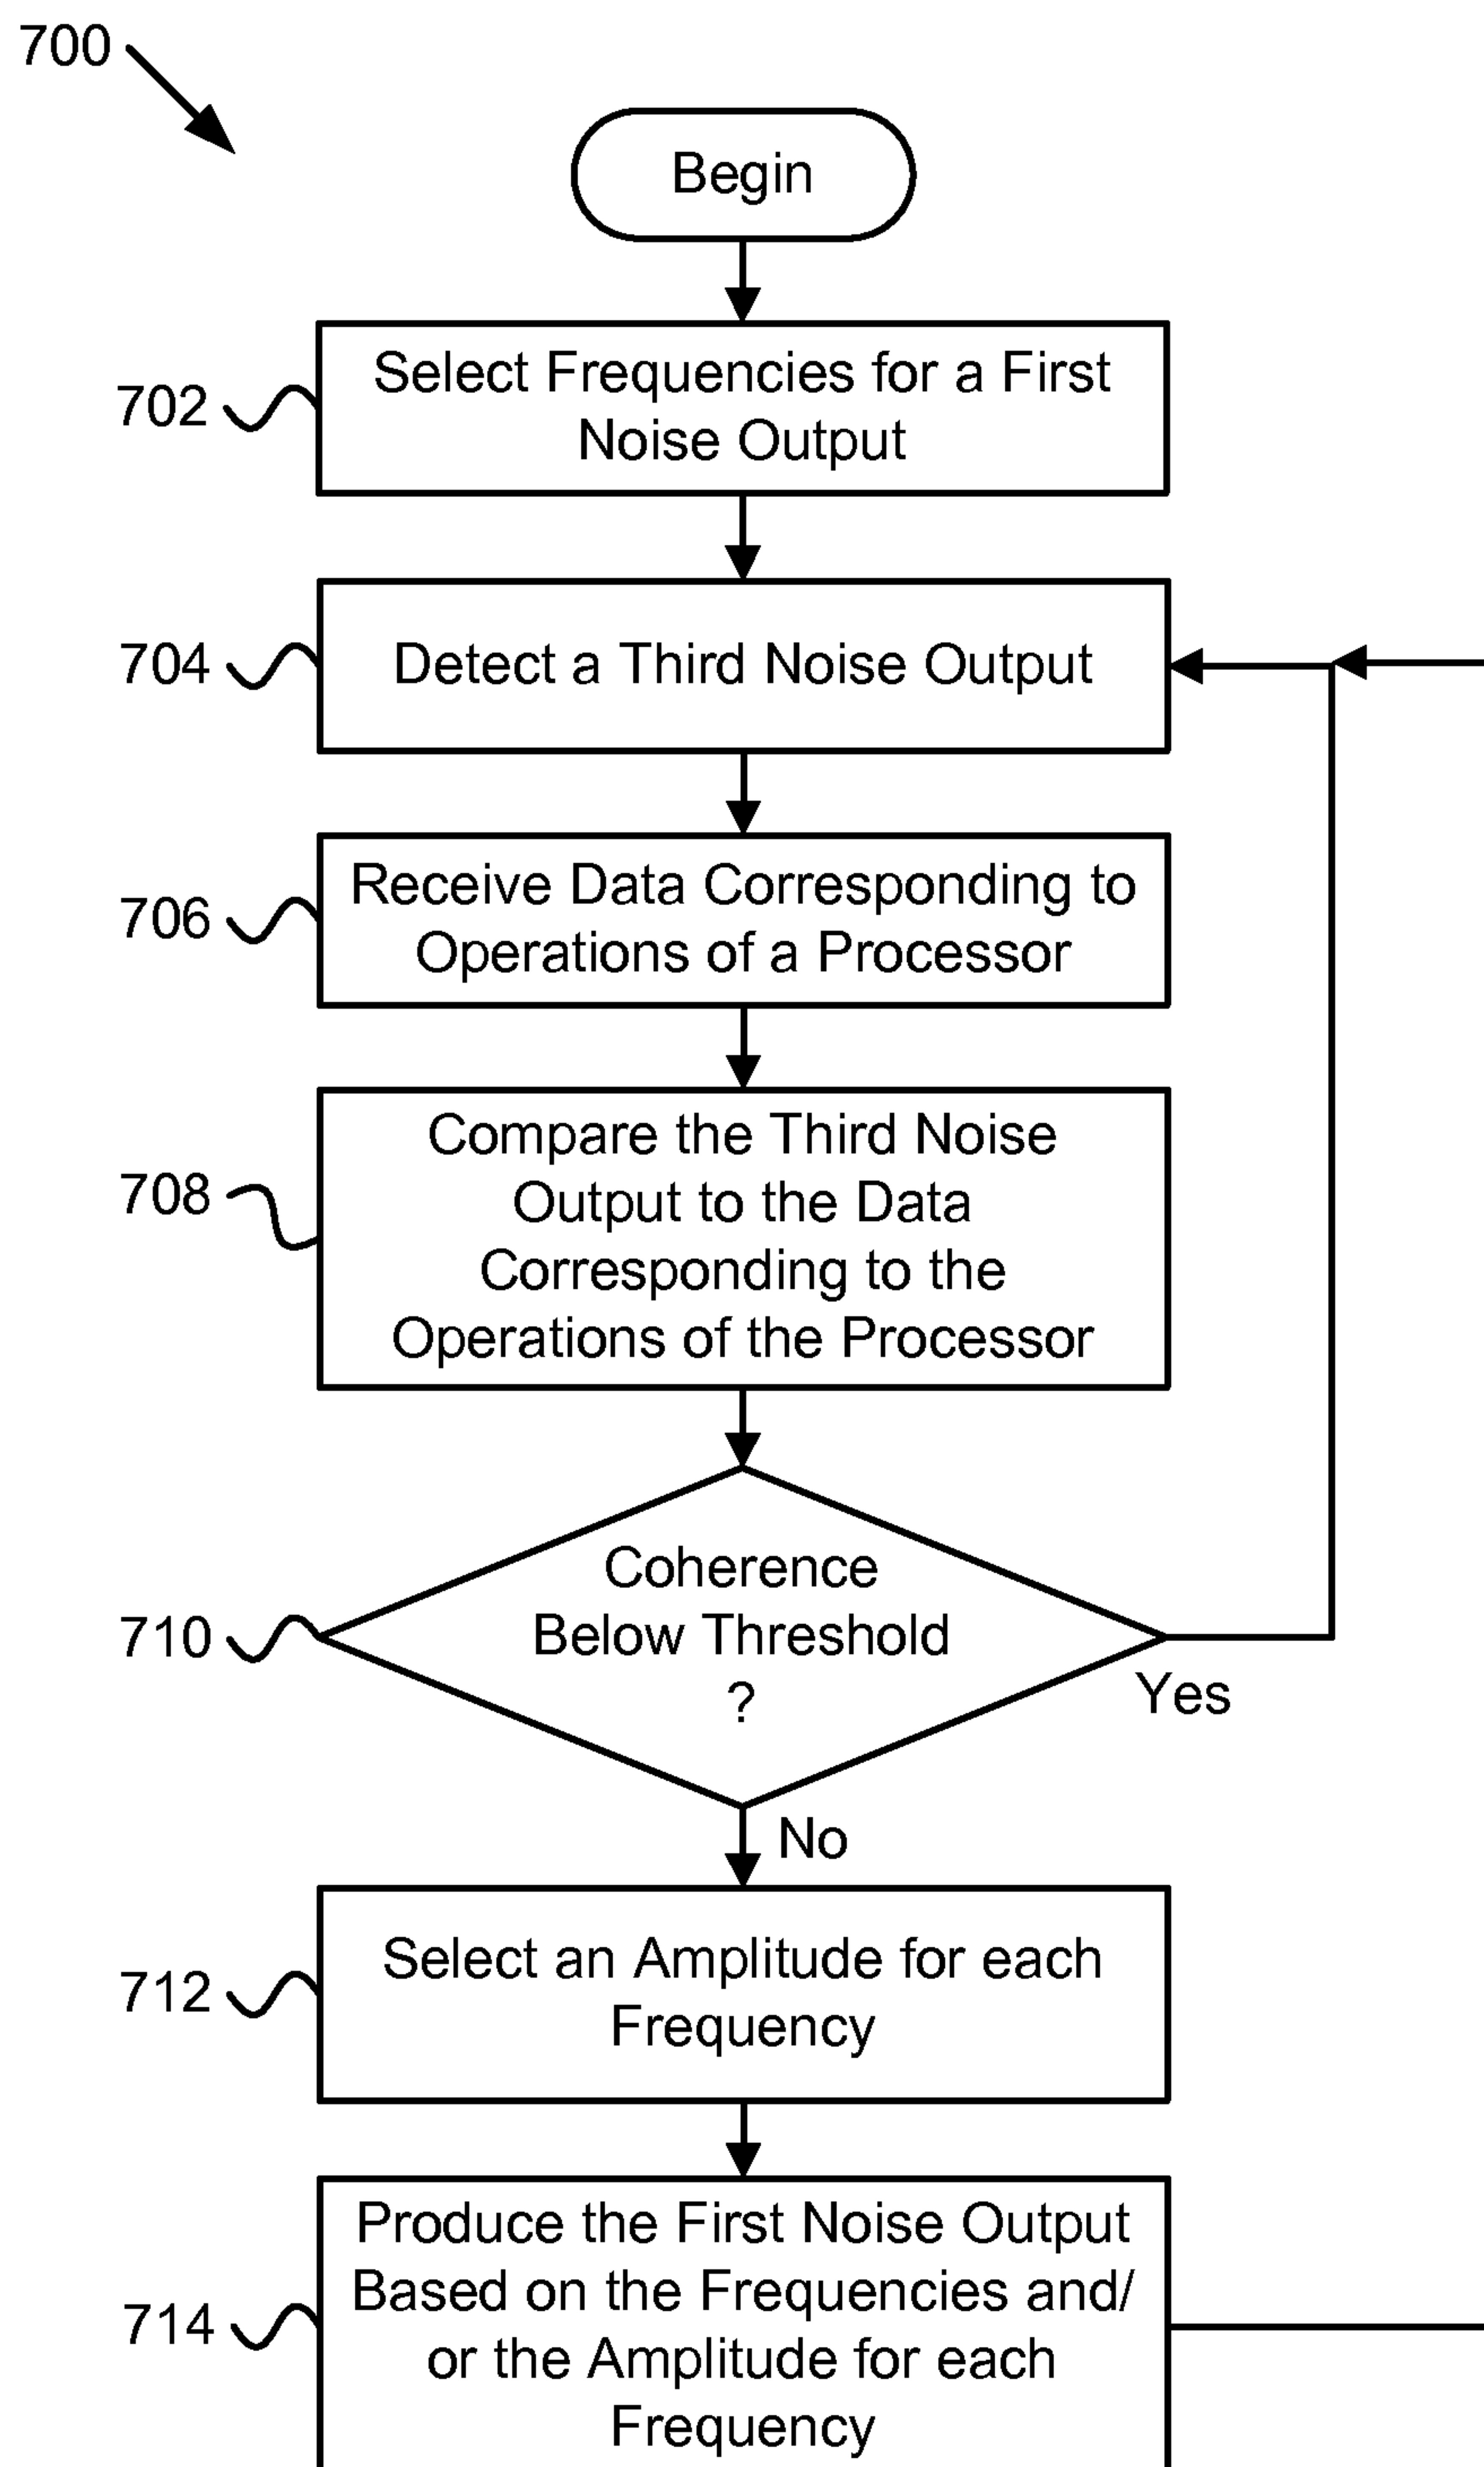 700
Begin
702
Select Frequencies for a First
Noise Output
704
Detect a Third Noise Output
706
Receive Data Corresponding to
Operations of a Processor
708
Compare the Third Noise
Output to the Data
Corresponding to the
Operations of the Processor
710
Coherence
Below Threshold
?
Yes
No
712
Select an Amplitude for each
Frequency
714
Produce the First Noise Output
Based on the Frequencies and/
or the Amplitude for each
Frequency